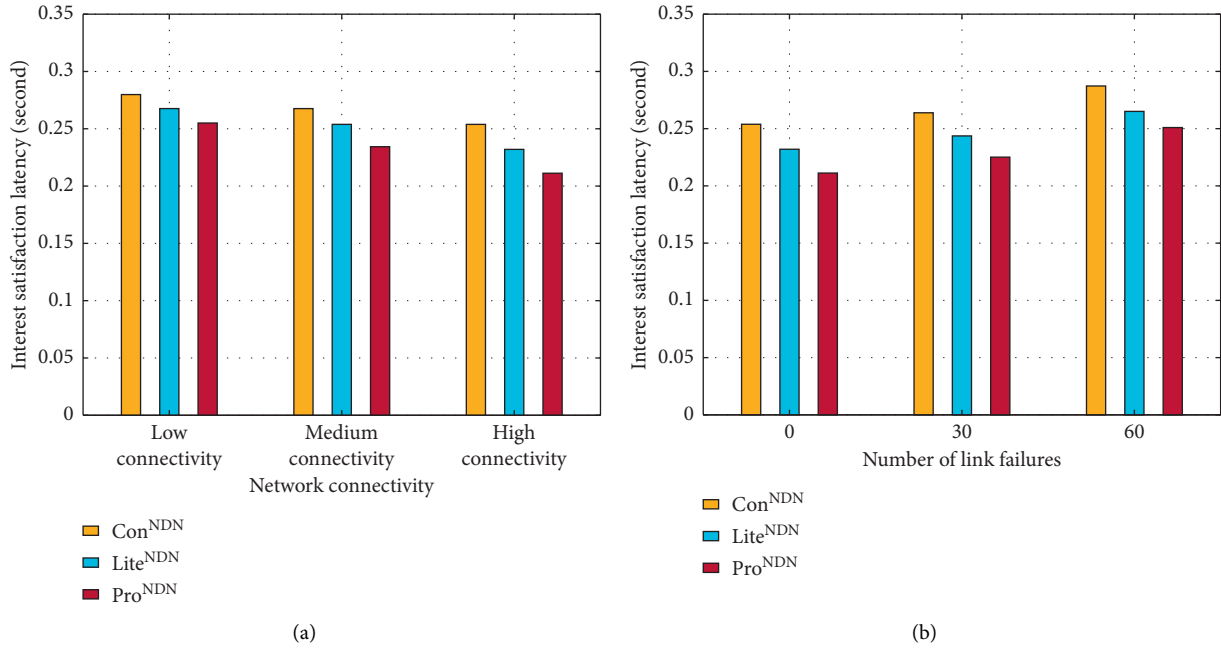 0.35
0.3
0.25
0.2
0.15
0.1
0.05
0
Interest satisfaction latency (second)
Low
connectivity
Medium
connectivity
High
connectivity
Network connectivity
Con^NDN
Lite^NDN
Pro^NDN
(a)
0.35
0.3
0.25
0.2
0.15
0.1
0.05
0
Interest satisfaction latency (second)
0
30
60
Number of link failures
Con^NDN
Lite^NDN
Pro^NDN
(b)